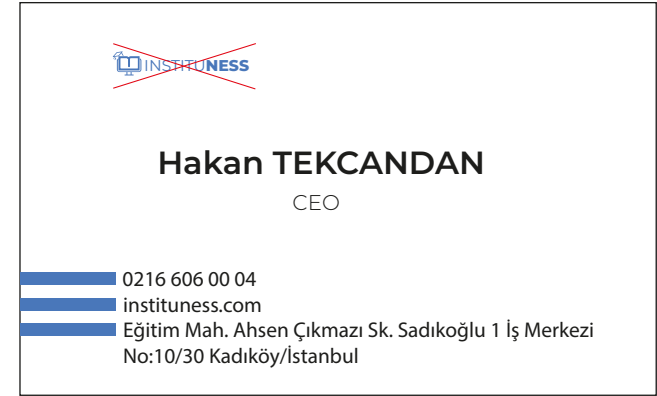 INSTITUNESS
Hakan TEKCANDAN
CEO
0216 606 00 04
instituness.com
Eğitim Mah. Ahsen Çıkmazı Sk. Sadıkoğlu 1 İş Merkezi
No:10/30 Kadıköy/İstanbul